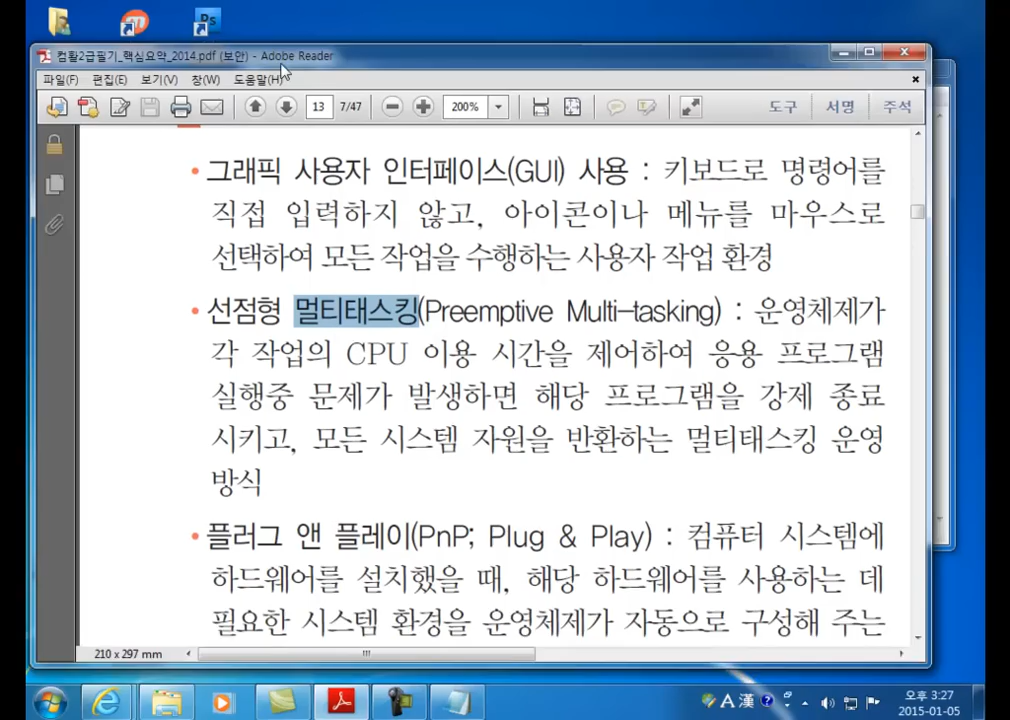 Ds
컴활2급필기_핵심요약_2014.pdf (보안) - Adobe Reader
파일(F) 편집(E) 보기(V) 창(W) 도움말(H)
13 7/47 200% 도구 서명 주석
• 그래픽 사용자 인터페이스(GUI) 사용 : 키보드로 명령어를
직접 입력하지 않고, 아이콘이나 메뉴를 마우스로
선택하여 모든 작업을 수행하는 사용자 작업 환경
• 선점형 멀티태스킹(Preemptive Multi-tasking) : 운영체제가
각 작업의 CPU 이용 시간을 제어하여 응용 프로그램
실행중 문제가 발생하면 해당 프로그램을 강제 종료
시키고, 모든 시스템 자원을 반환하는 멀티태스킹 운영
방식
• 플러그 앤 플레이(PnP; Plug & Play) : 컴퓨터 시스템에
하드웨어를 설치했을 때, 해당 하드웨어를 사용하는 데
필요한 시스템 환경을 운영체제가 자동으로 구성해 주는
210 x 297 mm
A 漢 오후 3:27
2015-01-05